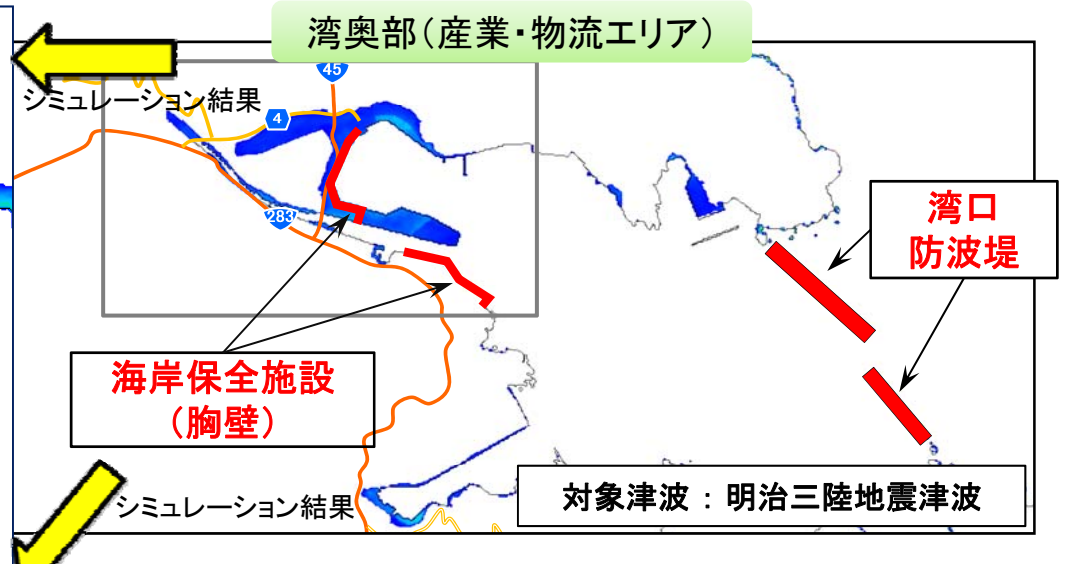 湾奥部（産業・物流エリア）
シミュレーション結果
45
4
283
湾口
防波堤
海岸保全施設
（胸壁）
シミュレーション結果
対象津波 ： 明治三陸地震津波